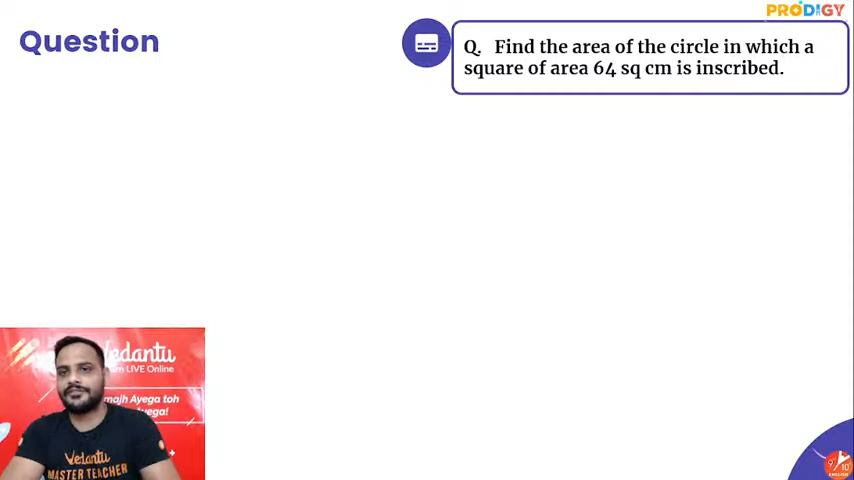 PRODIGY
Question
Q. Find the area of the circle in which a
square of area 64 sq cm is inscribed.
Vedantu
LIVE Online
majh Ayega toh
Vedantu
MASTER TEACHER